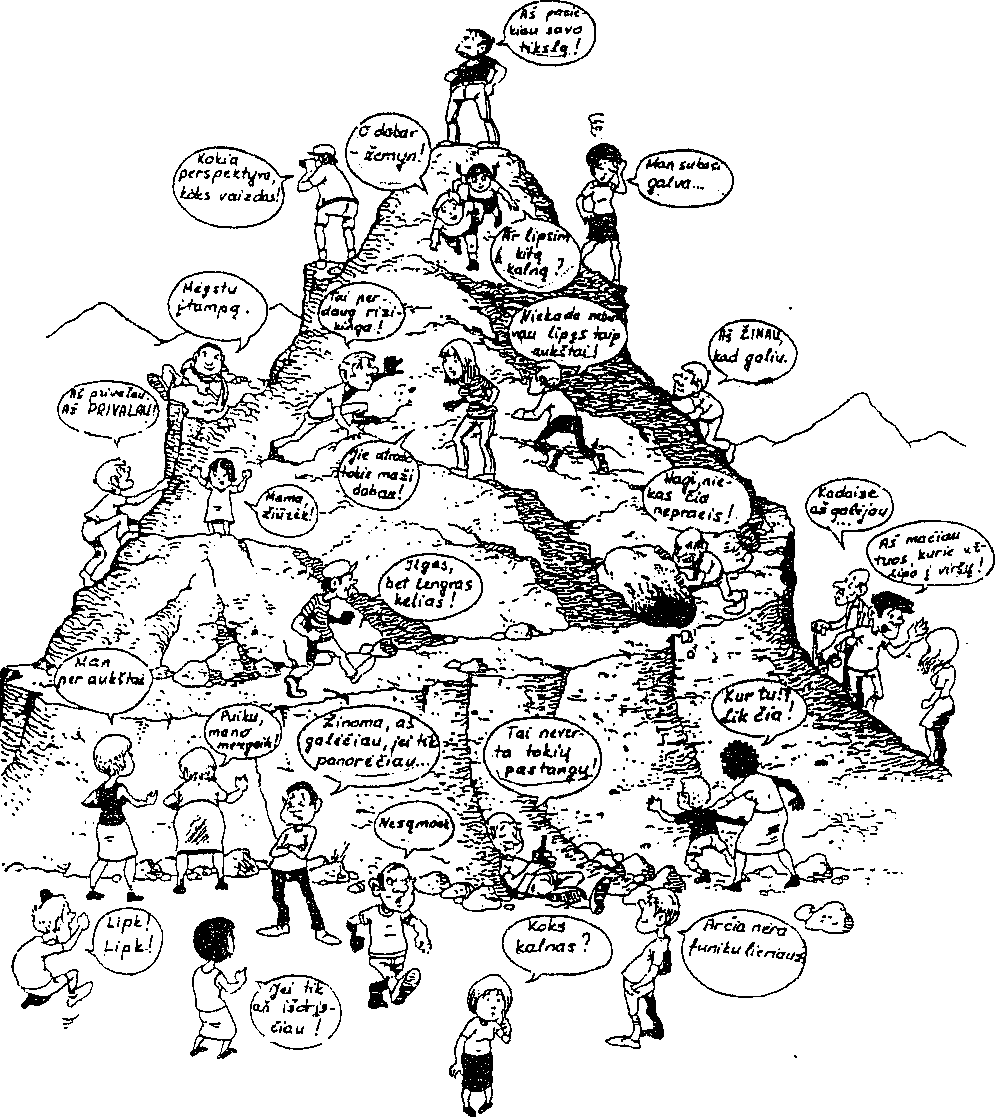 Aš pasie-
kiau savo
tikslą!
O dabar
- žemyn!
Kokia
perspektyva,
koks vaizdas!
Man sukasi
galva...
Ar lipsim
į kitą
kalną?
Mėgstu
įtampą.
Tai per-
daug rizi-
kinga!
Niekada nebu-
vau lipęs taip
aukštai!
Aš ŽINAU,
kad galiu.
Aš privalau
Aš PRIVALAU!
Jie atrodo
tokie maži
dabar!
Mama,
žiūrėk!
Nagi, nie-
kas čia
nepraeis!
Kadaise
aš galėjau
Aš mačiau
tuos, kurie už-
lipo į viršų!
Ilgas,
bet lengvas
kelias!
Man
per aukštai
Puiku,
mano
mergaite!
Žinoma, aš
galėčiau, jei tik
panorėčiau...
Tai never-
ta tokių
pastangų!
Kur tu!?
Lik čia!
Nesąmonė
Lipk!
Lipk!
Jei tik
aš išdrįs-
čiau!
Koks
kalnas?
Ar čia nėra
funikulieriaus?